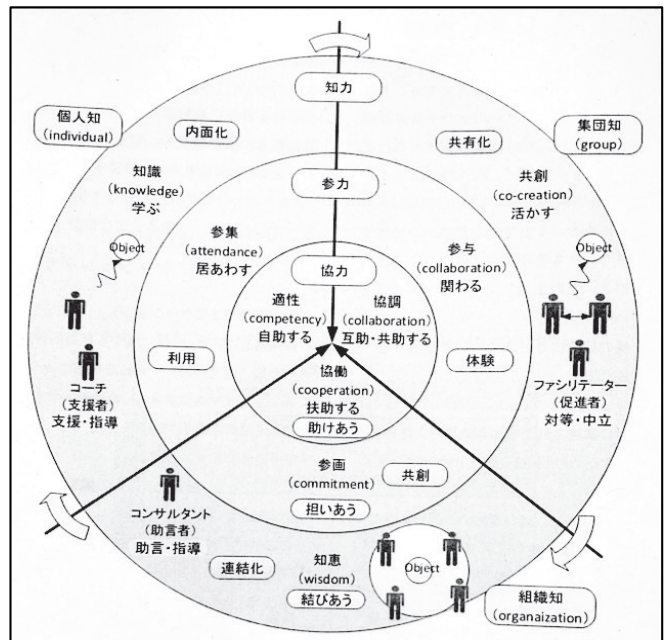 知力
個人知
(individual)
内面化
共有化
集団知
(group)
知識
(knowledge)
学ぶ
参力
共創
(co-creation)
活かす
Object
参集
(attendance)
居あわす
参与
(collaboration)
関わる
Object
協力
適性
(competency)
自助する
協調
(collaboration)
互助・共助する
利用
体験
協働
(cooperation)
扶助する
助けあう
コーチ
(支援者)
支援・指導
ファシリテーター
(促進者)
対等・中立
参画
(commitment)
担いあう
共創
コンサルタント
(助言者)
助言・指導
連結化
知恵
(wisdom)
結びあう
Object
組織知
(organaization)